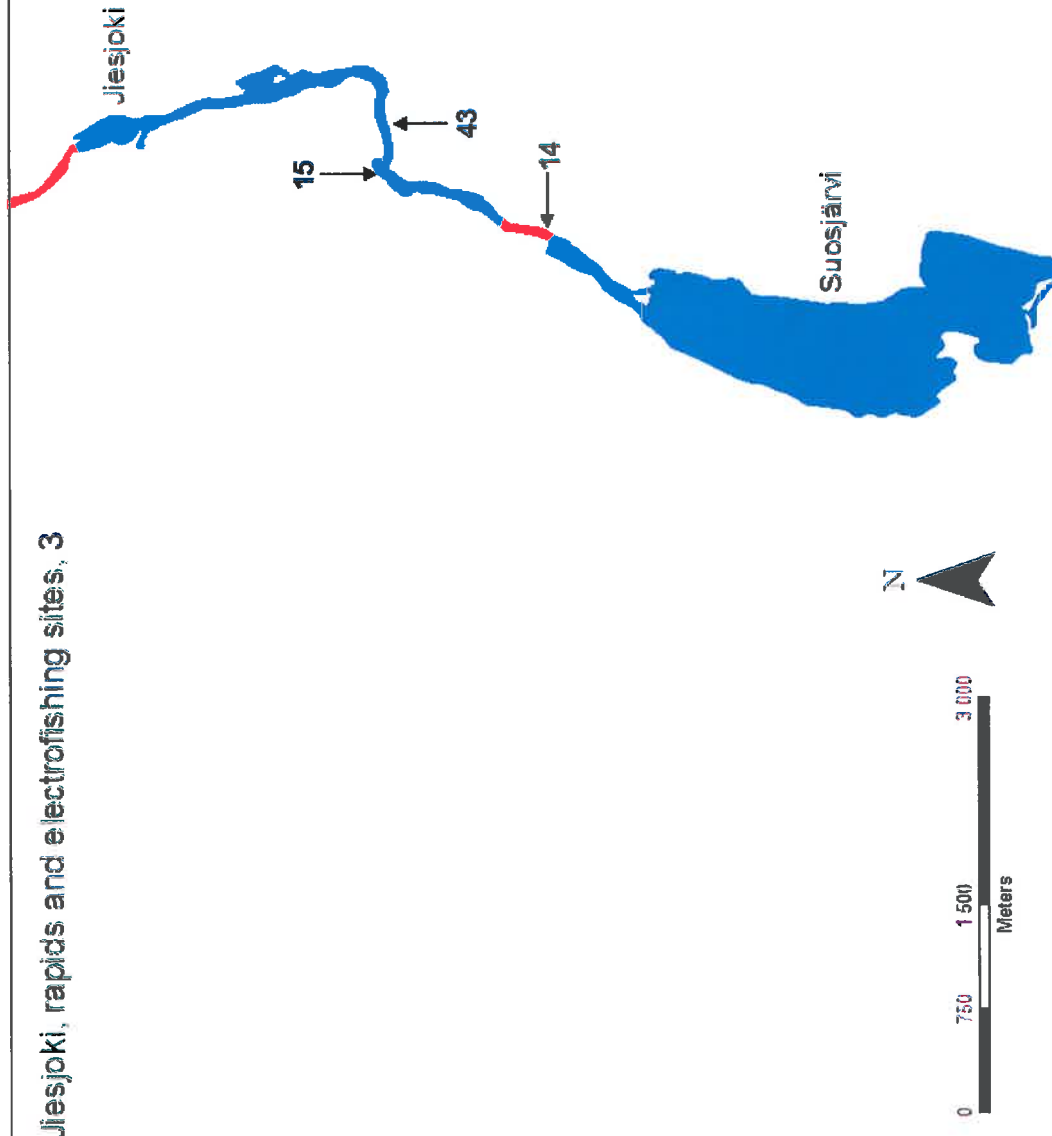 Jiesjoki, rapids and electrofishing sites, 3
Jiesjoki
15
43
14
Suosjärvi
N
0 750 1 500 3 000
Meters